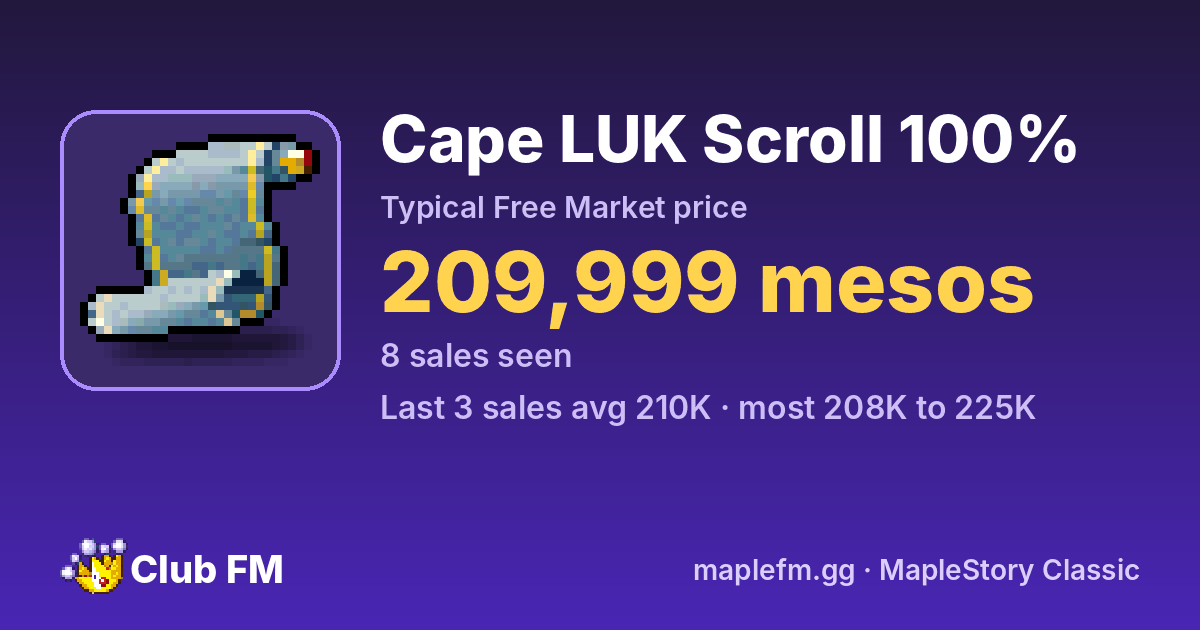 Cape LUK Scroll 100%
Typical Free Market price
209,999 mesos
8 sales seen
Last 3 sales avg 210K · most 208K to 225K
Club FM
maplefm.gg · MapleStory Classic